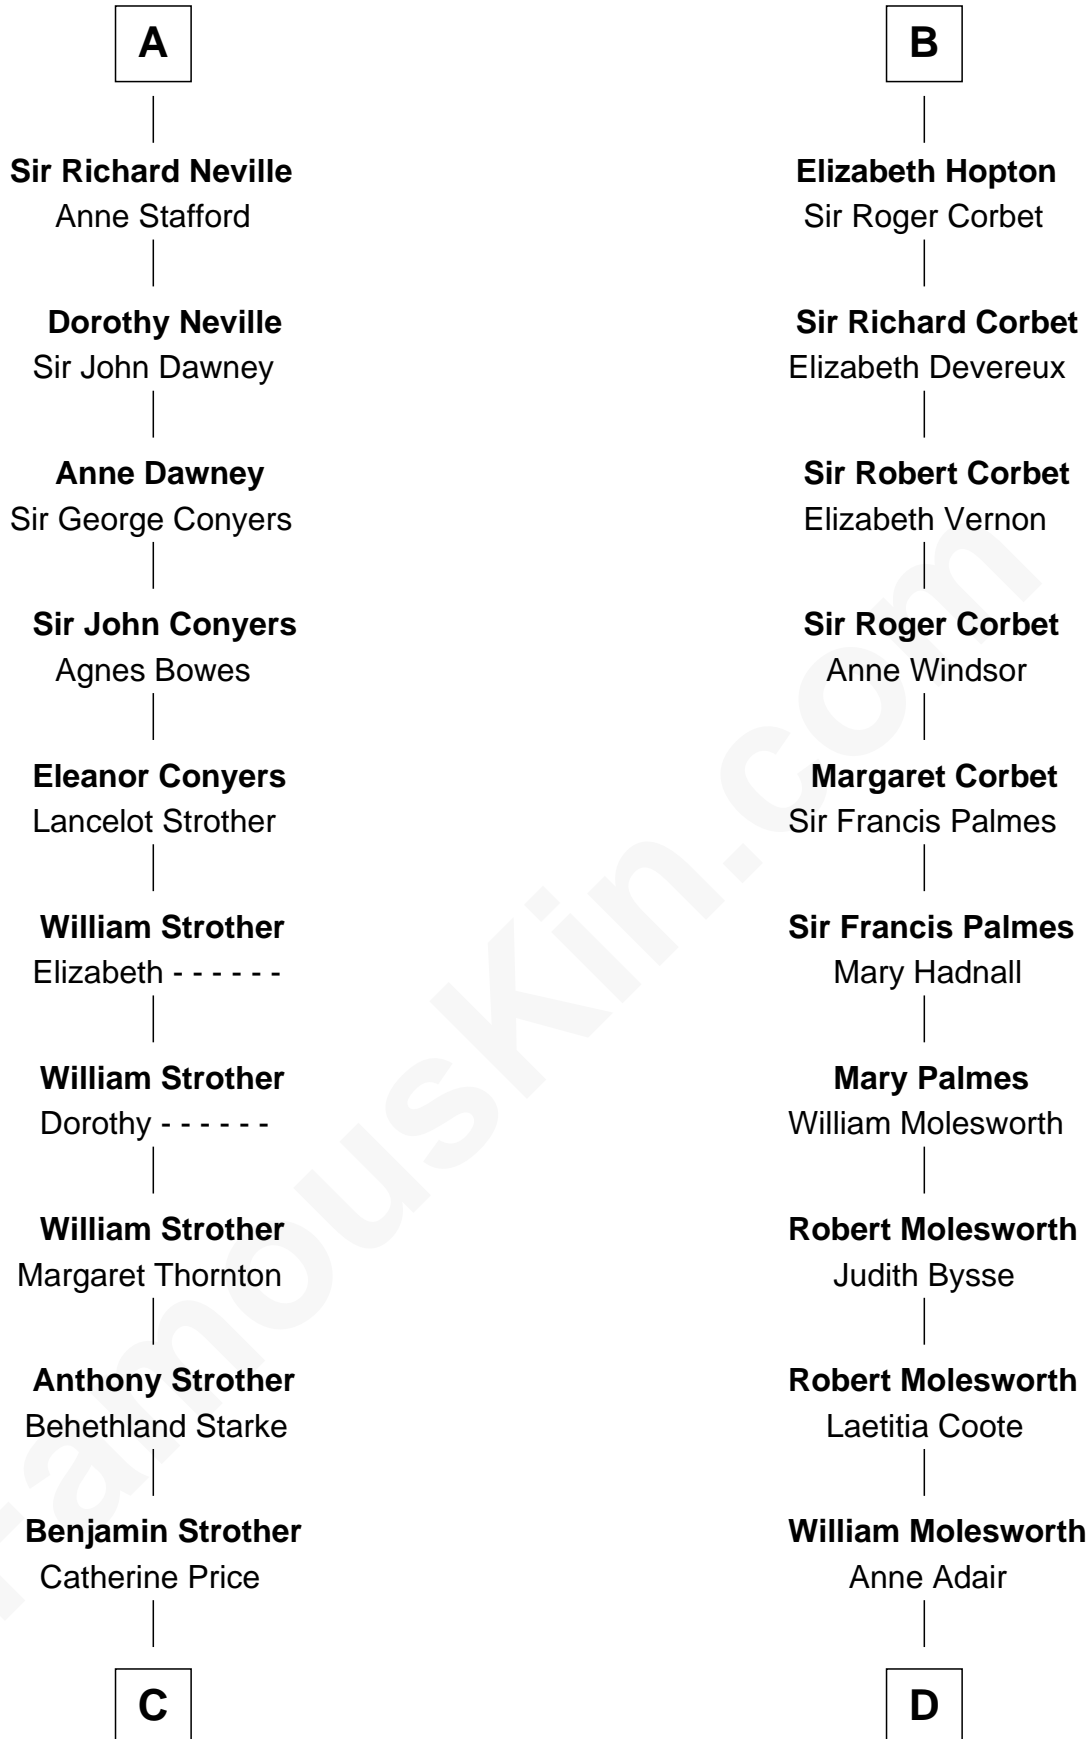 A
Sir Richard Neville
Anne Stafford
Dorothy Neville
Sir John Dawney
Anne Dawney
Sir George Conyers
Sir John Conyers
Agnes Bowes
Eleanor Conyers
Lancelot Strother
William Strother
Elizabeth - - - - - -
William Strother
Dorothy - - - - - -
William Strother
Margaret Thornton
Anthony Strother
Behethland Starke
Benjamin Strother
Catherine Price
C
B
Elizabeth Hopton
Sir Roger Corbet
Sir Richard Corbet
Elizabeth Devereux
Sir Robert Corbet
Elizabeth Vernon
Sir Roger Corbet
Anne Windsor
Margaret Corbet
Sir Francis Palmes
Sir Francis Palmes
Mary Hadnall
Mary Palmes
William Molesworth
Robert Molesworth
Judith Bysse
Robert Molesworth
Laetitia Coote
William Molesworth
Anne Adair
D
FamousKin.com